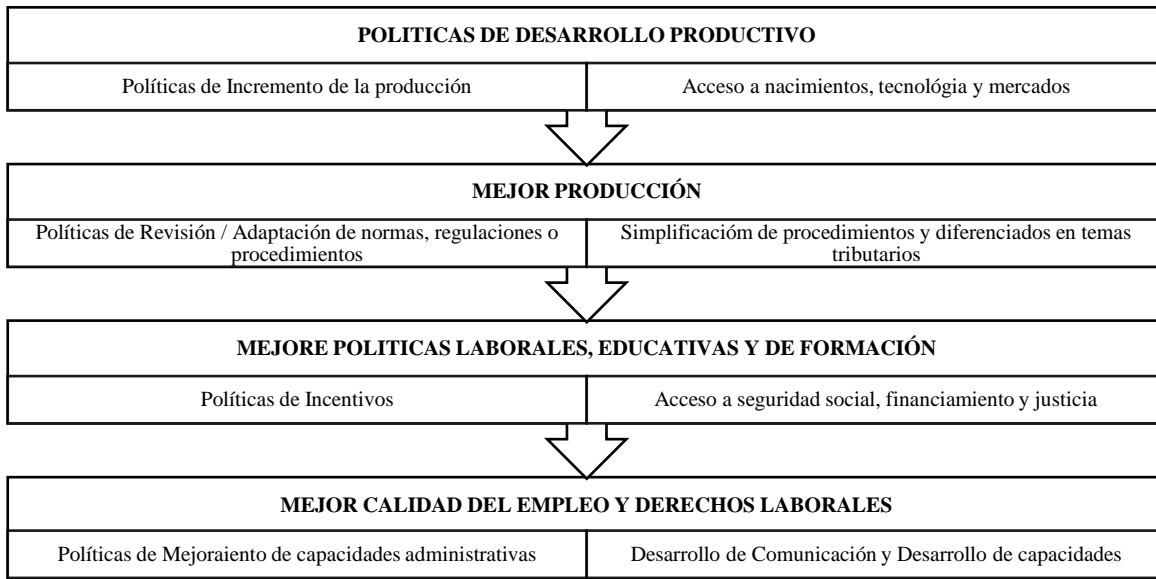 POLITICAS DE DESARROLLO PRODUCTIVO
Políticas de Incremento de la producción
Acceso a nacimientos, tecnológia y mercados
MEJOR PRODUCCIÓN
Políticas de Revisión / Adaptación de normas, regulaciones o
procedimientos
Simplificacióm de procedimientos y diferenciados en temas
tributarios
MEJORE POLITICAS LABORALES, EDUCATIVAS Y DE FORMACIÓN
Políticas de Incentivos
Acceso a seguridad social, financiamiento y justicia
MEJOR CALIDAD DEL EMPLEO Y DERECHOS LABORALES
Políticas de Mejoraiento de capacidades administrativas
Desarrollo de Comunicación y Desarrollo de capacidades